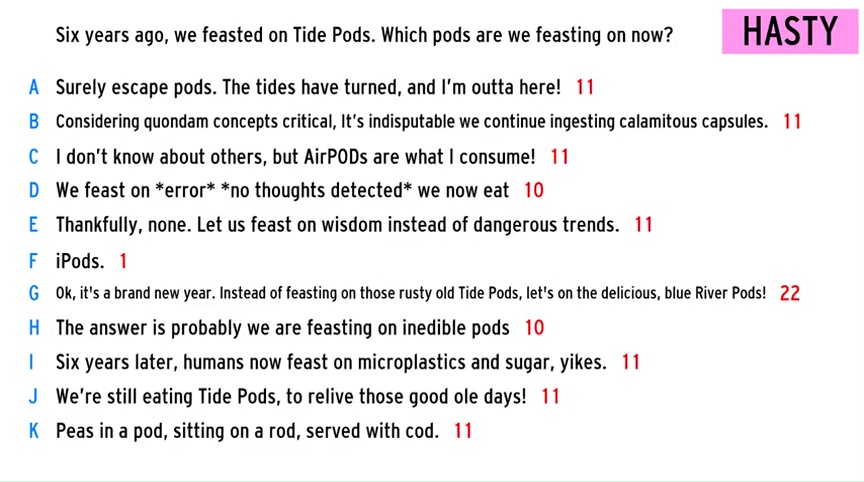 Six years ago, we feasted on Tide Pods. Which pods are we feasting on now?
HASTY
A Surely escape pods. The tides have turned, and I'm outta here! 11
B Considering quondam concepts critical, It's indisputable we continue ingesting calamitous capsules. 11
C I don't know about others, but AirPODs are what I consume! 11
D We feast on *error* *no thoughts detected* we now eat 10
E Thankfully, none. Let us feast on wisdom instead of dangerous trends. 11
F iPods. 1
G Ok, it's a brand new year. Instead of feasting on those rusty old Tide Pods, let's on the delicious, blue River Pods! 22
H The answer is probably we are feasting on inedible pods 10
I Six years later, humans now feast on microplastics and sugar, yikes. 11
J We're still eating Tide Pods, to relive those good ole days! 11
K Peas in a pod, sitting on a rod, served with cod. 11